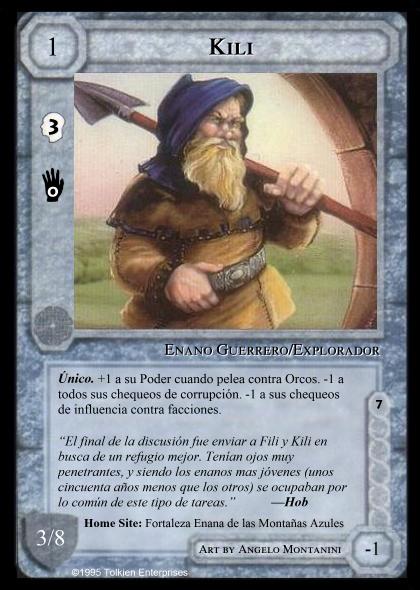 1
Kili
3
0
Enano Guerrero/Explorador
Único. +1 a su Poder cuando pelea contra Orcos. -1 a
todos sus chequeos de corrupción. -1 a sus chequeos
de influencia contra facciones.
7
“El final de la discusión fue enviar a Fili y Kili en
busca de un refugio mejor. Tenían ojos muy
penetrantes, y siendo los enanos mas jóvenes (unos
cincuenta años menos que los otros) se ocupaban por
lo común de este tipo de tareas.” —Hob
Home Site: Fortaleza Enana de las Montañas Azules
3/8
Art by Angelo Montanini
-1
©1995 Tolkien Enterprises